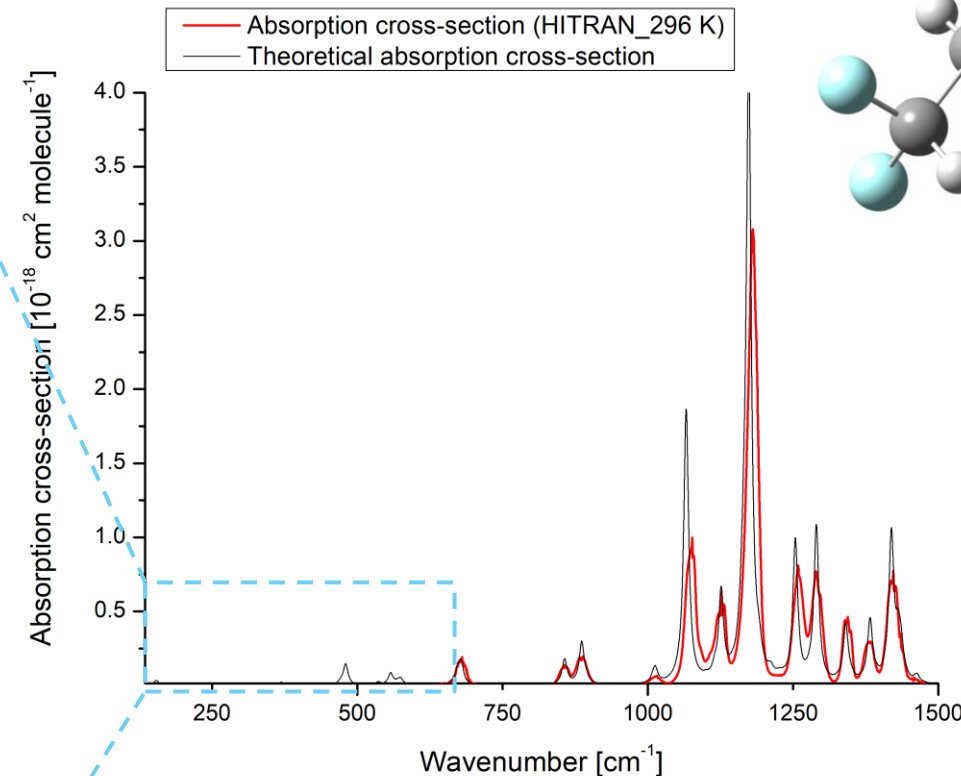 Absorption cross-section (HITRAN_296 K)
Theoretical absorption cross-section
Absorption cross-section [10⁻¹⁸ cm² molecule⁻¹]
4.0
3.5
3.0
2.5
2.0
1.5
1.0
0.5
250 500 750 1000 1250 1500
Wavenumber [cm⁻¹]